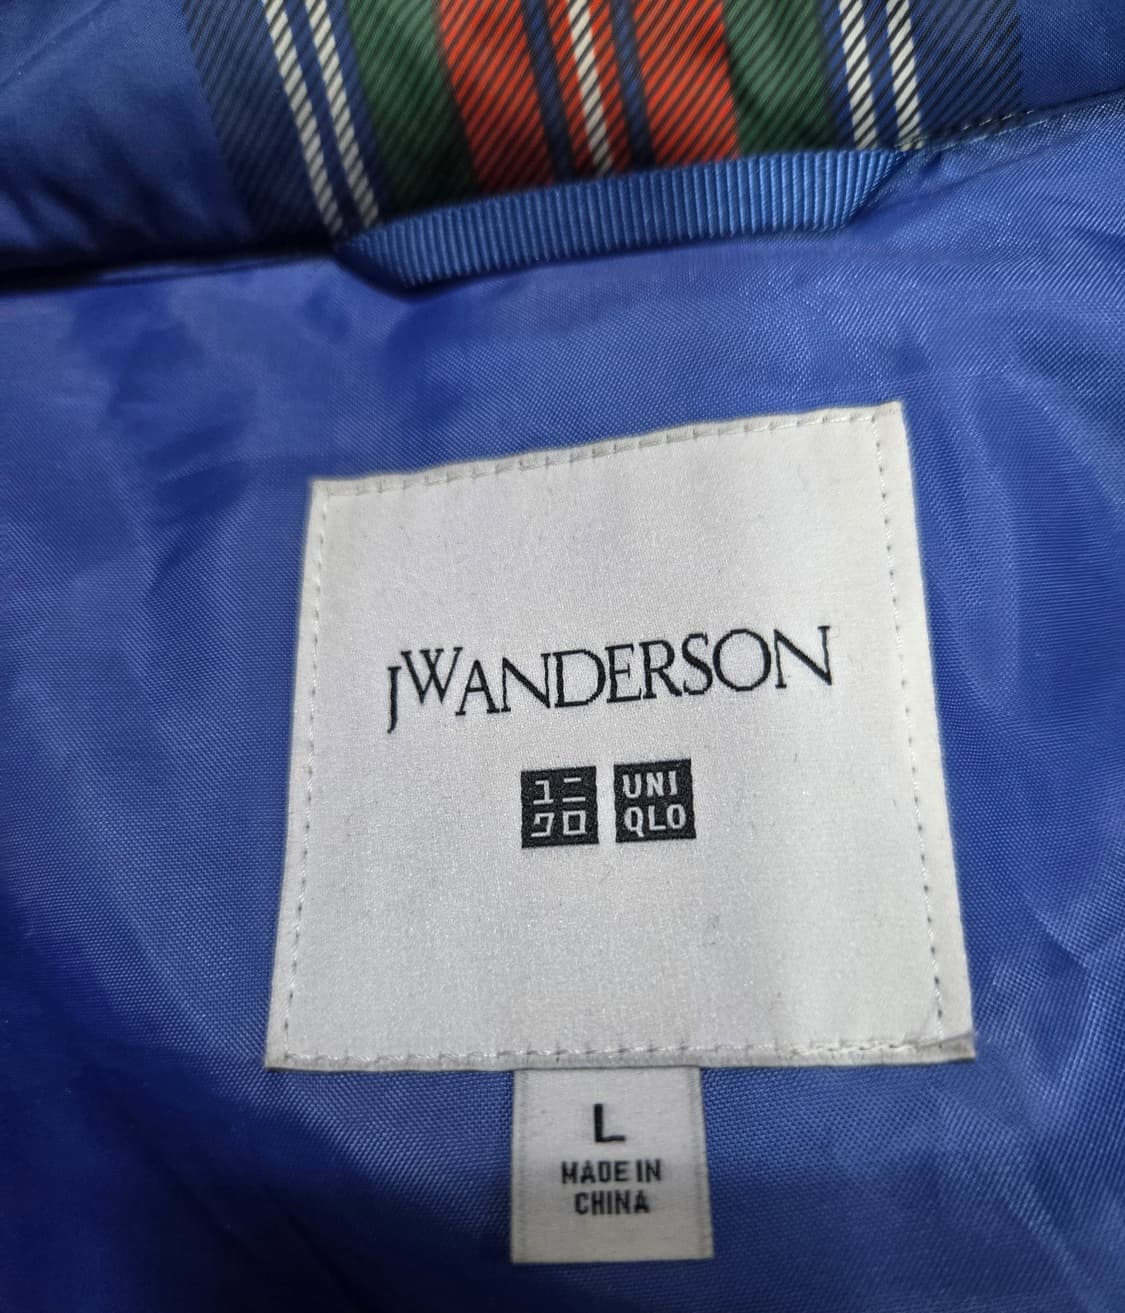 JWANDERSON
ユニ UNI
クロ QLO
L
MADE IN
CHINA